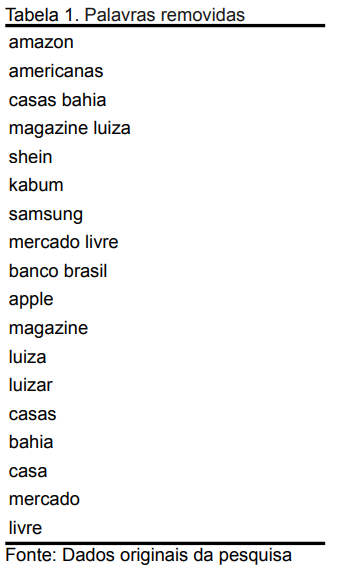 Tabela 1. Palavras removidas
amazon
americanas
casas bahia
magazine luiza
shein
kabum
samsung
mercado livre
banco brasil
apple
magazine
luiza
luizar
casas
bahia
casa
mercado
livre
Fonte: Dados originais da pesquisa